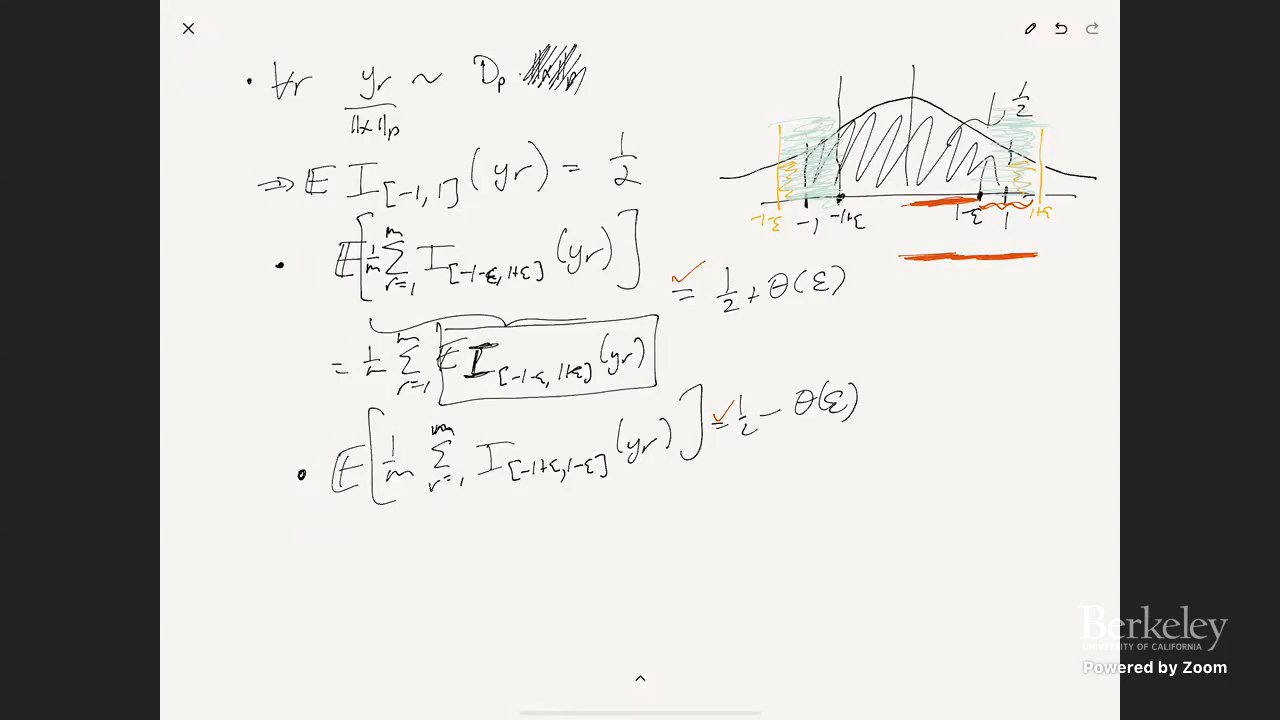 • ∀r yr/‖x‖p ~ Dp.
⇒ E I[-1,1](yr) = 1/2
• E[1/m Σ_{r=1}^{m} I[-1-ε, 1+ε](yr)] = 1/2 + Θ(ε)
= 1/m Σ_{r=1}^{m} E I[-1-ε, 1+ε](yr)
• E[1/m Σ_{r=1}^{m} I[-1+ε, 1-ε](yr)] = 1/2 - Θ(ε)
1/2
-1-ε -1 -1+ε 1-ε 1 1+ε
Berkeley
UNIVERSITY OF CALIFORNIA
Powered by Zoom